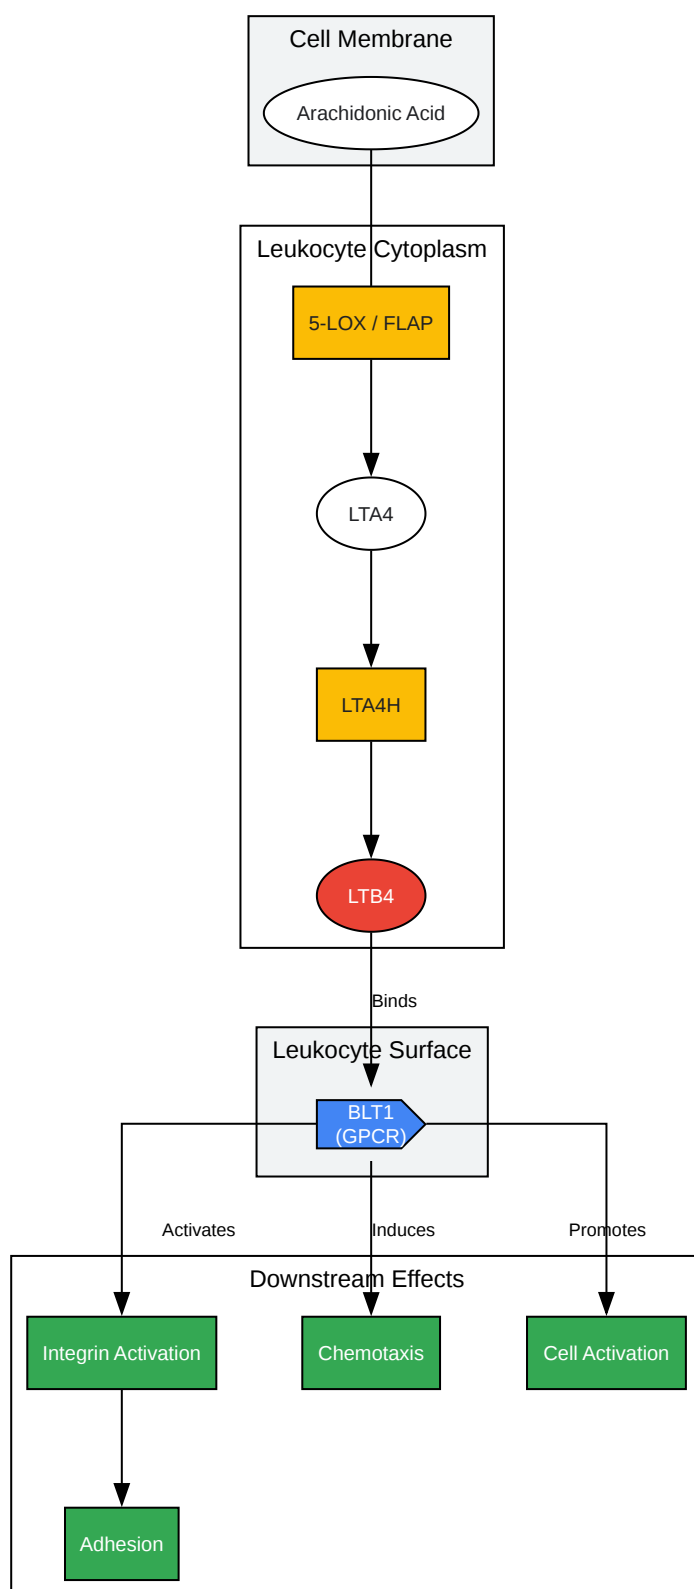 Cell Membrane
Arachidonic Acid
Leukocyte Cytoplasm
5-LOX / FLAP
LTA4
LTA4H
LTB4
Binds
Leukocyte Surface
BLT1
(GPCR)
Activates
Induces
Promotes
Downstream Effects
Integrin Activation
Chemotaxis
Cell Activation
Adhesion